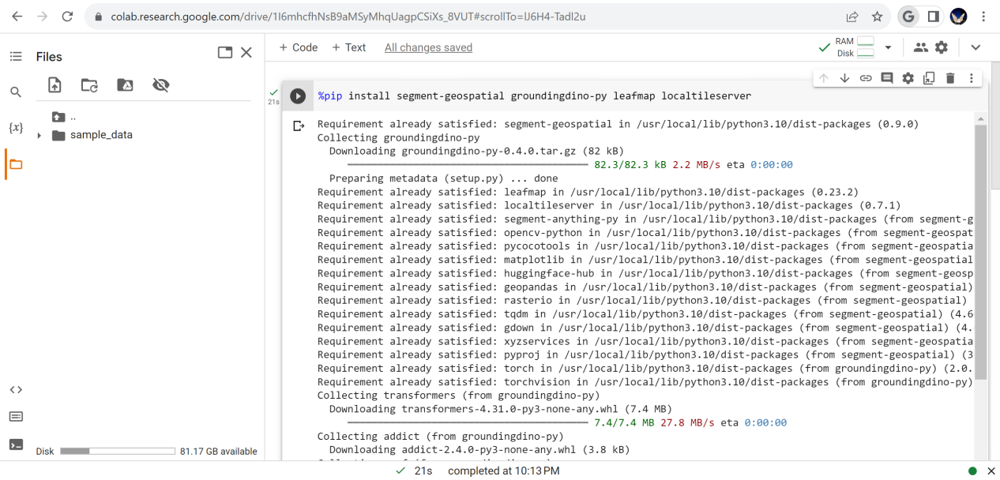 colab.research.google.com/drive/1I6mhcfhNsB9aMSyMhqUagpCSiXs_8VUT#scrollTo=IJ6H4-Tadl2u
G
Files
+ Code + Text All changes saved
RAM
Disk
..
sample_data
{x}
21s
%pip install segment-geospatial groundingdino-py leafmap localtileserver
Requirement already satisfied: segment-geospatial in /usr/local/lib/python3.10/dist-packages (0.9.0)
Collecting groundingdino-py
Downloading groundingdino-py-0.4.0.tar.gz (82 kB)
82.3/82.3 kB 2.2 MB/s eta 0:00:00
Preparing metadata (setup.py) ... done
Requirement already satisfied: leafmap in /usr/local/lib/python3.10/dist-packages (0.23.2)
Requirement already satisfied: localtileserver in /usr/local/lib/python3.10/dist-packages (0.7.1)
Requirement already satisfied: segment-anything-py in /usr/local/lib/python3.10/dist-packages (from segment-g
Requirement already satisfied: opencv-python in /usr/local/lib/python3.10/dist-packages (from segment-geospat
Requirement already satisfied: pycocotools in /usr/local/lib/python3.10/dist-packages (from segment-geospatia
Requirement already satisfied: matplotlib in /usr/local/lib/python3.10/dist-packages (from segment-geospatial
Requirement already satisfied: huggingface-hub in /usr/local/lib/python3.10/dist-packages (from segment-geosp
Requirement already satisfied: geopandas in /usr/local/lib/python3.10/dist-packages (from segment-geospatial)
Requirement already satisfied: rasterio in /usr/local/lib/python3.10/dist-packages (from segment-geospatial)
Requirement already satisfied: tqdm in /usr/local/lib/python3.10/dist-packages (from segment-geospatial) (4.6
Requirement already satisfied: gdown in /usr/local/lib/python3.10/dist-packages (from segment-geospatial) (4.
Requirement already satisfied: xyzservices in /usr/local/lib/python3.10/dist-packages (from segment-geospatia
Requirement already satisfied: pyproj in /usr/local/lib/python3.10/dist-packages (from segment-geospatial) (3
Requirement already satisfied: torch in /usr/local/lib/python3.10/dist-packages (from groundingdino-py) (2.0.
Requirement already satisfied: torchvision in /usr/local/lib/python3.10/dist-packages (from groundingdino-py)
Collecting transformers (from groundingdino-py)
Downloading transformers-4.31.0-py3-none-any.whl (7.4 MB)
7.4/7.4 MB 27.8 MB/s eta 0:00:00
Collecting addict (from groundingdino-py)
Downloading addict-2.4.0-py3-none-any.whl (3.8 kB)
Disk 81.17 GB available
21s completed at 10:13 PM